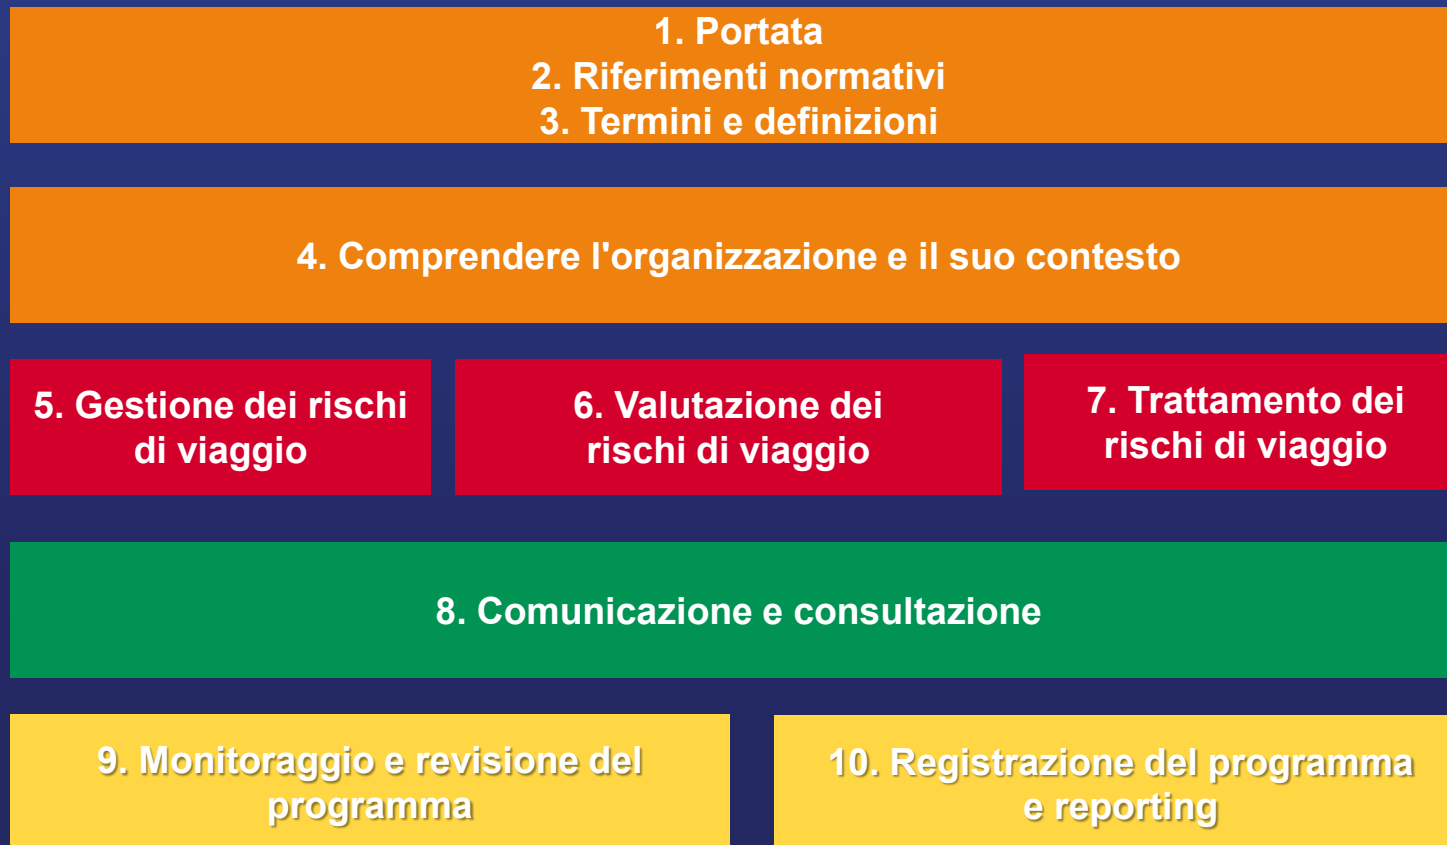 1. Portata
2. Riferimenti normativi
3. Termini e definizioni
4. Comprendere l'organizzazione e il suo contesto
5. Gestione dei rischi
di viaggio
6. Valutazione dei
rischi di viaggio
7. Trattamento dei
rischi di viaggio
8. Comunicazione e consultazione
9. Monitoraggio e revisione del
programma
10. Registrazione del programma
e reporting